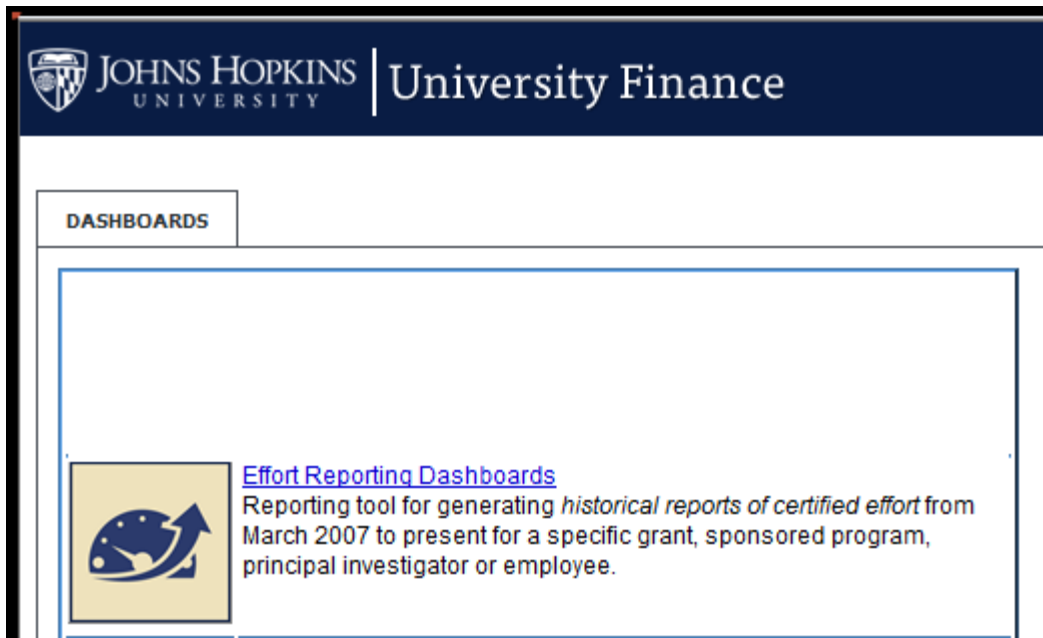 JOHNS HOPKINS
UNIVERSITY
University Finance
DASHBOARDS
Effort Reporting Dashboards
Reporting tool for generating historical reports of certified effort from
March 2007 to present for a specific grant, sponsored program,
principal investigator or employee.